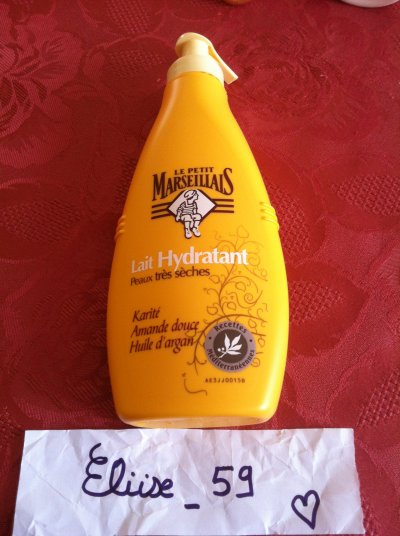 LE PETIT
MARSEILLAIS
Lait Hydratant
Peaux très sèches
Karité
Amande douce
Huile d'argan
Recettes
Méditerranéennes
Eliise_59